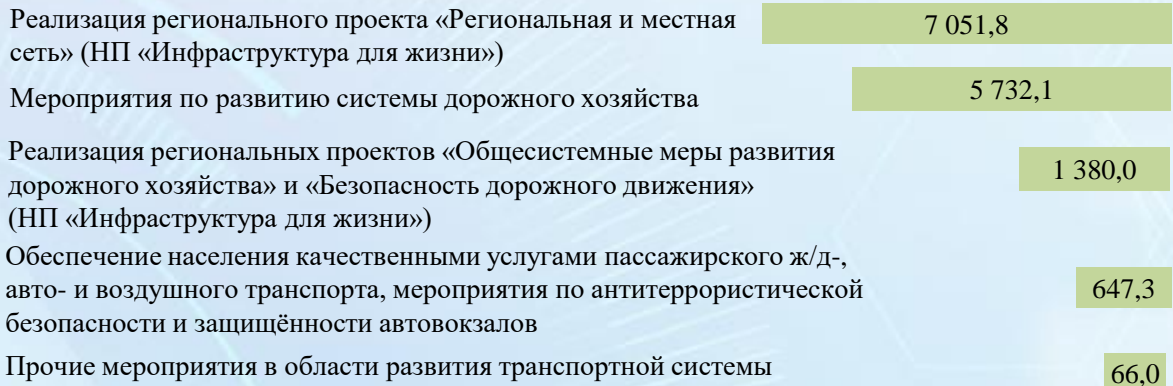 Реализация регионального проекта «Региональная и местная
сеть» (НП «Инфраструктура для жизни»)
7 051,8
Мероприятия по развитию системы дорожного хозяйства
5 732,1
Реализация региональных проектов «Общесистемные меры развития
дорожного хозяйства» и «Безопасность дорожного движения»
(НП «Инфраструктура для жизни»)
1 380,0
Обеспечение населения качественными услугами пассажирского ж/д-,
авто- и воздушного транспорта, мероприятия по антитеррористической
безопасности и защищённости автовокзалов
647,3
Прочие мероприятия в области развития транспортной системы
66,0